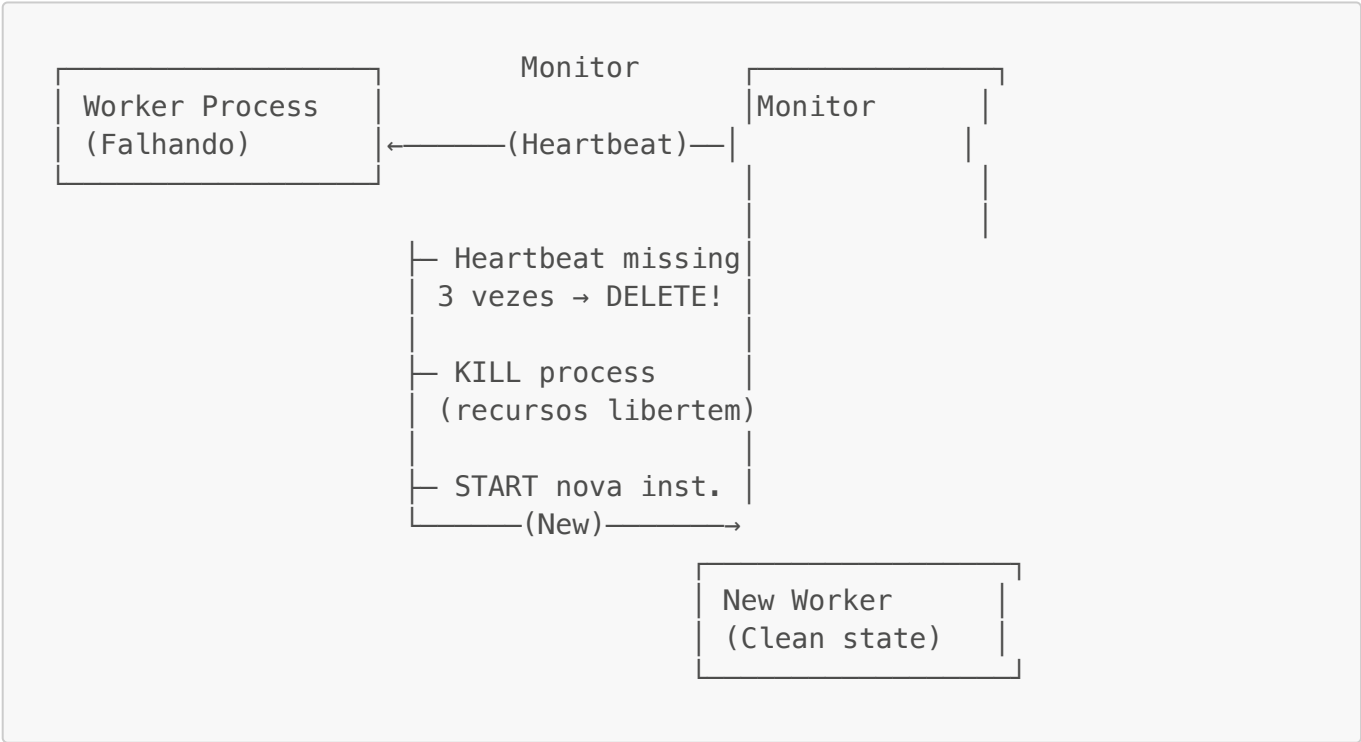 Monitor
Worker Process Monitor
(Falhando) ←——————(Heartbeat)——
├─ Heartbeat missing
3 vezes → DELETE!
├─ KILL process
(recursos libertem)
├─ START nova inst.
└──────(New)───────→
New Worker
(Clean state)